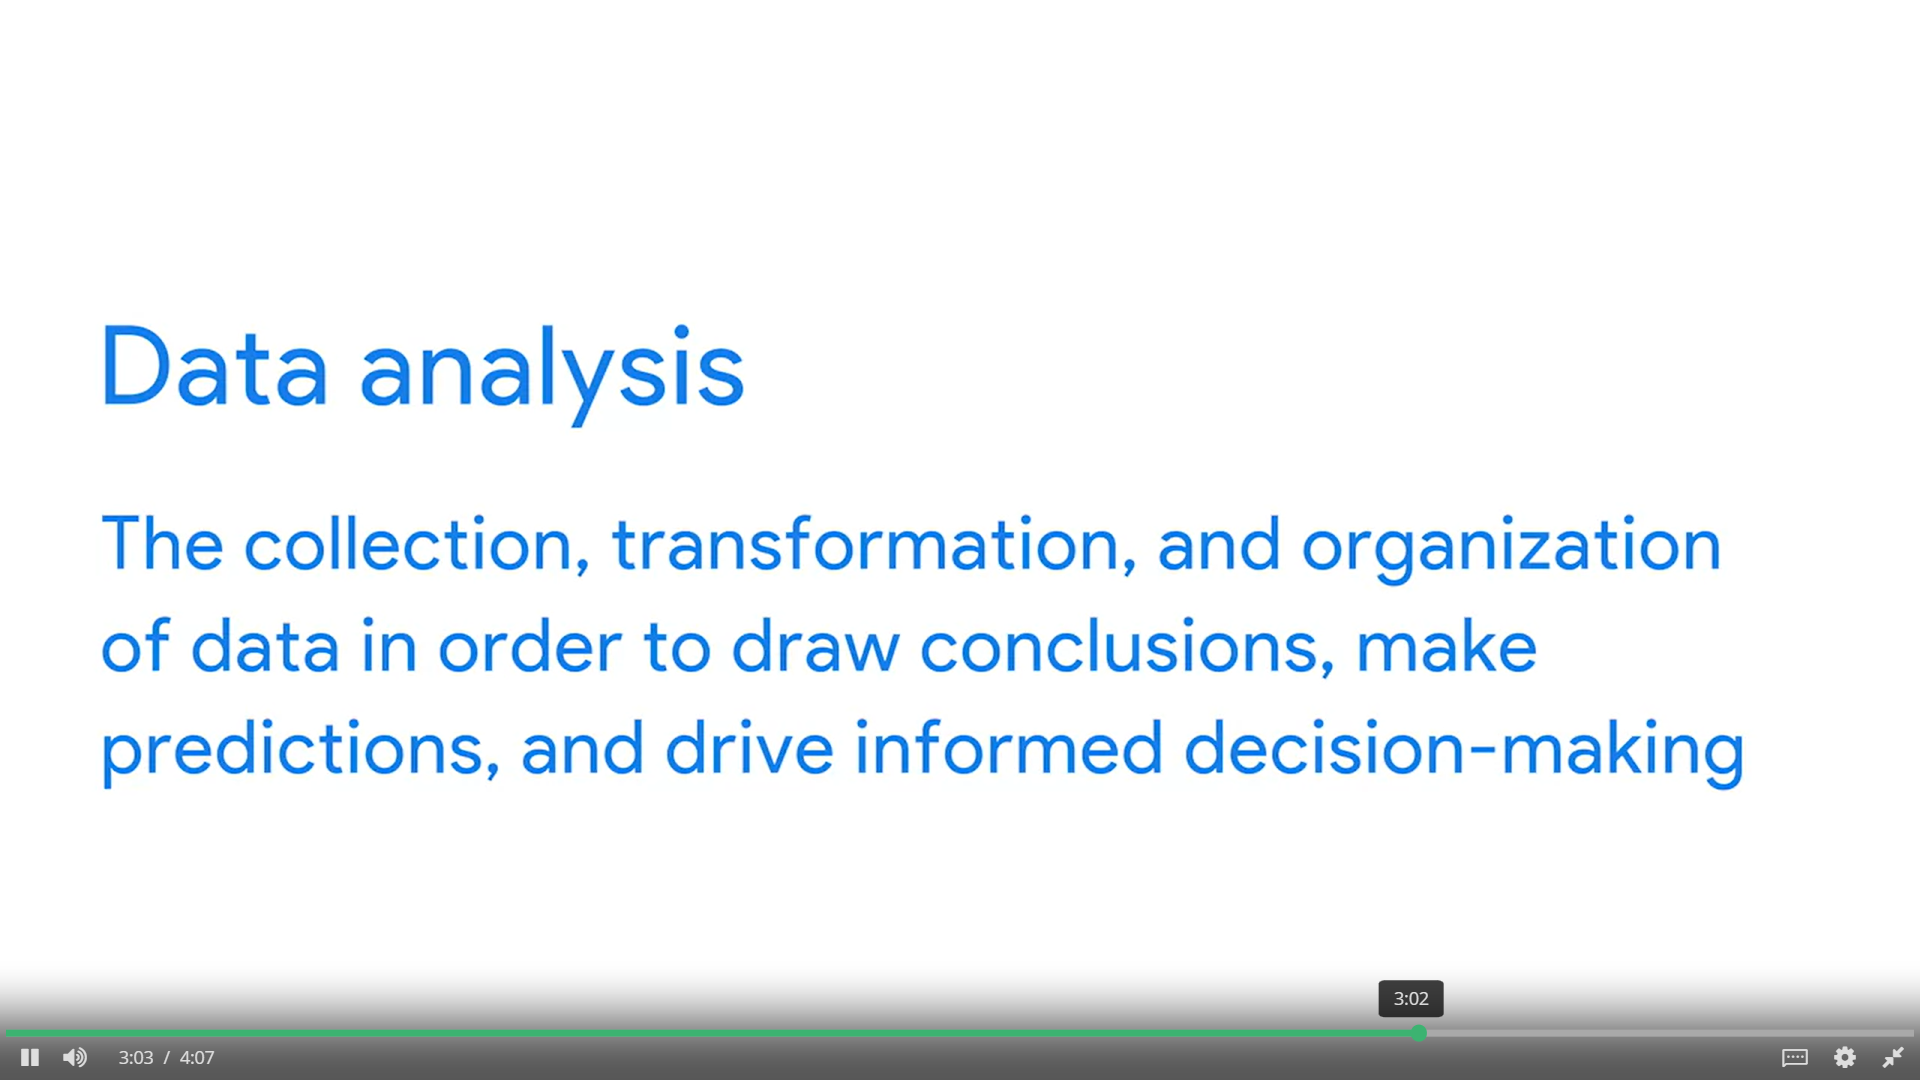 Data analysis
The collection, transformation, and organization
of data in order to draw conclusions, make
predictions, and drive informed decision-making
3:02
3:03 / 4:07